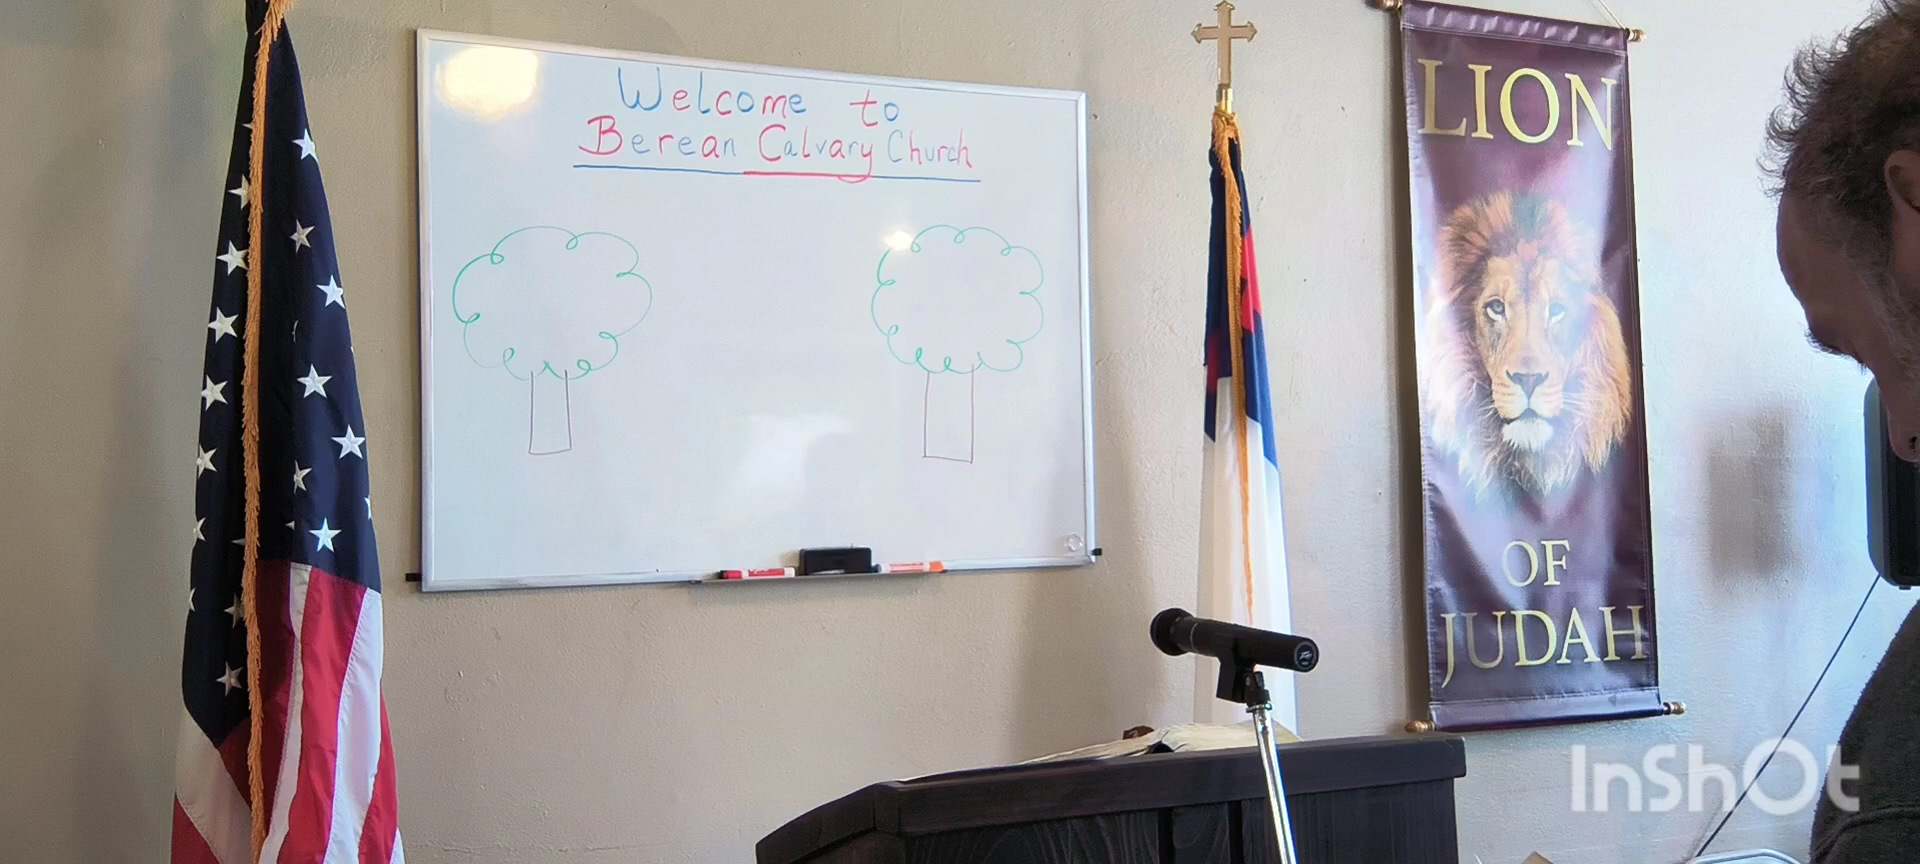 Welcome to
Berean Calvary Church
LION
OF
JUDAH
InShOt